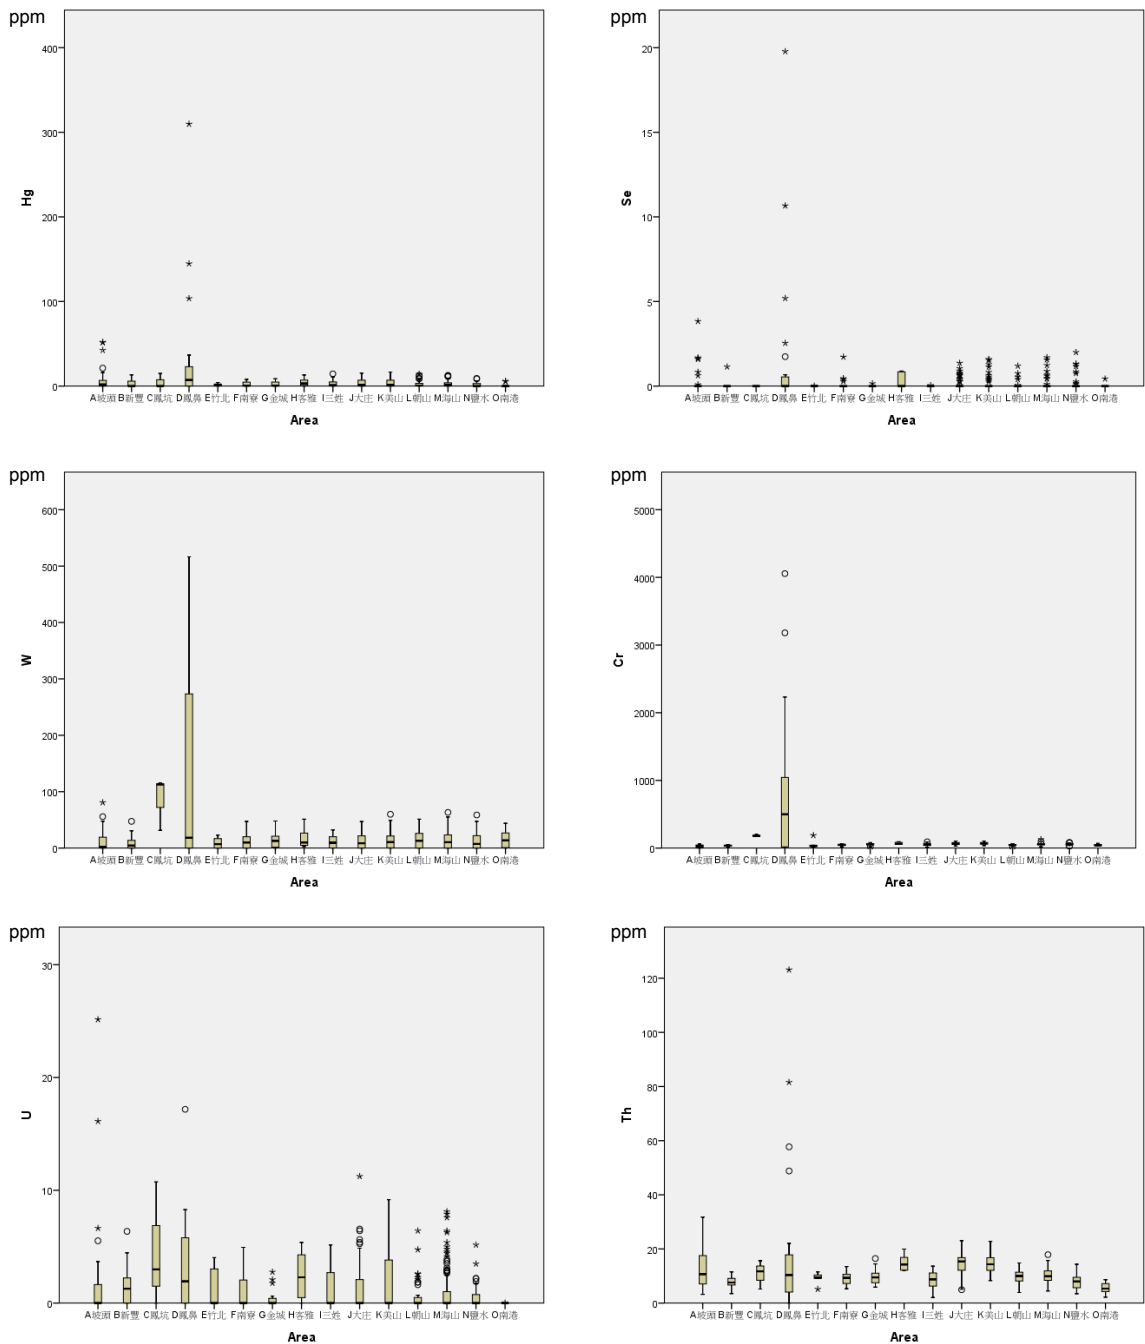 ppm
400
300
200
100
0
Hg
A坡頭 B新豐 C鳳坑 D鳳鼻 E竹北 F南寮 G金城 H客雅 I三姓 J大庄 K美山 L朝山 M海山 N鹽水 O南港
Area
ppm
20
15
10
5
0
Se
A坡頭 B新豐 C鳳坑 D鳳鼻 E竹北 F南寮 G金城 H客雅 I三姓 J大庄 K美山 L朝山 M海山 N鹽水 O南港
Area
ppm
600
500
400
300
200
100
0
W
A坡頭 B新豐 C鳳坑 D鳳鼻 E竹北 F南寮 G金城 H客雅 I三姓 J大庄 K美山 L朝山 M海山 N鹽水 O南港
Area
ppm
5000
4000
3000
2000
1000
0
Cr
A坡頭 B新豐 C鳳坑 D鳳鼻 E竹北 F南寮 G金城 H客雅 I三姓 J大庄 K美山 L朝山 M海山 N鹽水 O南港
Area
ppm
30
20
10
0
U
A坡頭 B新豐 C鳳坑 D鳳鼻 E竹北 F南寮 G金城 H客雅 I三姓 J大庄 K美山 L朝山 M海山 N鹽水 O南港
Area
ppm
120
100
80
60
40
20
0
Th
A坡頭 B新豐 C鳳坑 D鳳鼻 E竹北 F南寮 G金城 H客雅 I三姓 J大庄 K美山 L朝山 M海山 N鹽水 O南港
Area